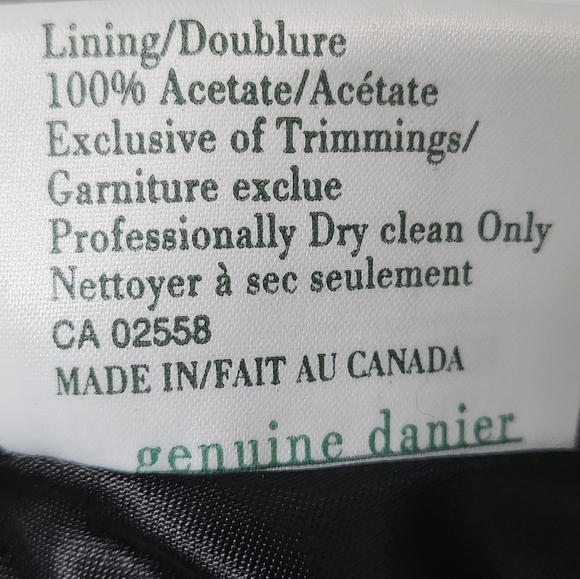 Lining/Doublure
100% Acetate/Acétate
Exclusive of Trimmings/
Garniture exclue
Professionally Dry clean Only
Nettoyer à sec seulement
CA 02558
MADE IN/FAIT AU CANADA
genuine danier